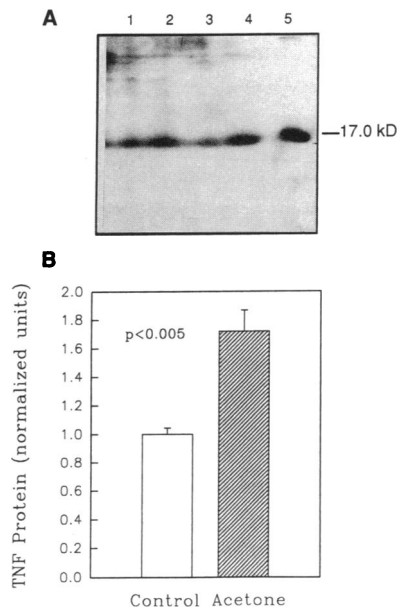 A
1 2 3 4 5
17.0 kD
B
TNF Protein (normalized units)
2.0
1.8
1.6
1.4
1.2
1.0
0.8
0.6
0.4
0.2
0.0
p<0.005
Control Acetone